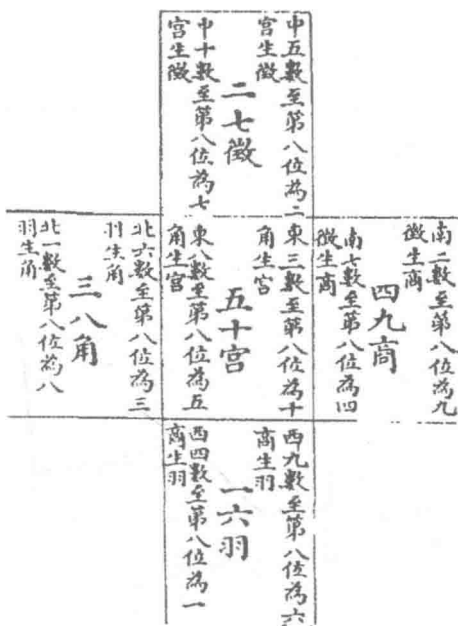 中五數至第八位為二
宮生徵
二七徵
中十數至第八位為七
宮生徵
南二數至第八位為九
徵生商
四九商
南七數至第八位為四
徵生商
東三數至第八位為十
角生宮
五十宮
東八數至第八位為五
角生宮
北六數至第八位為三
羽生角
三八角
北一數至第八位為八
羽生角
西九數至第八位為六
商生羽
一六羽
西四數至第八位為一
商生羽